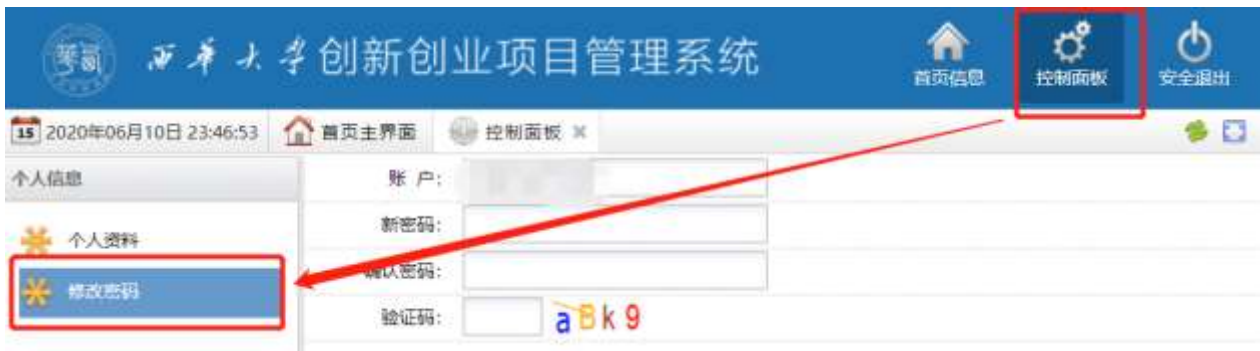 西华大学创新创业项目管理系统
首页信息
控制面板
安全退出
15 2020年06月10日 23:46:53 首页主界面 控制面板
个人信息
账 户:
个人资料
新密码:
修改密码
确认密码:
验证码: aBk9